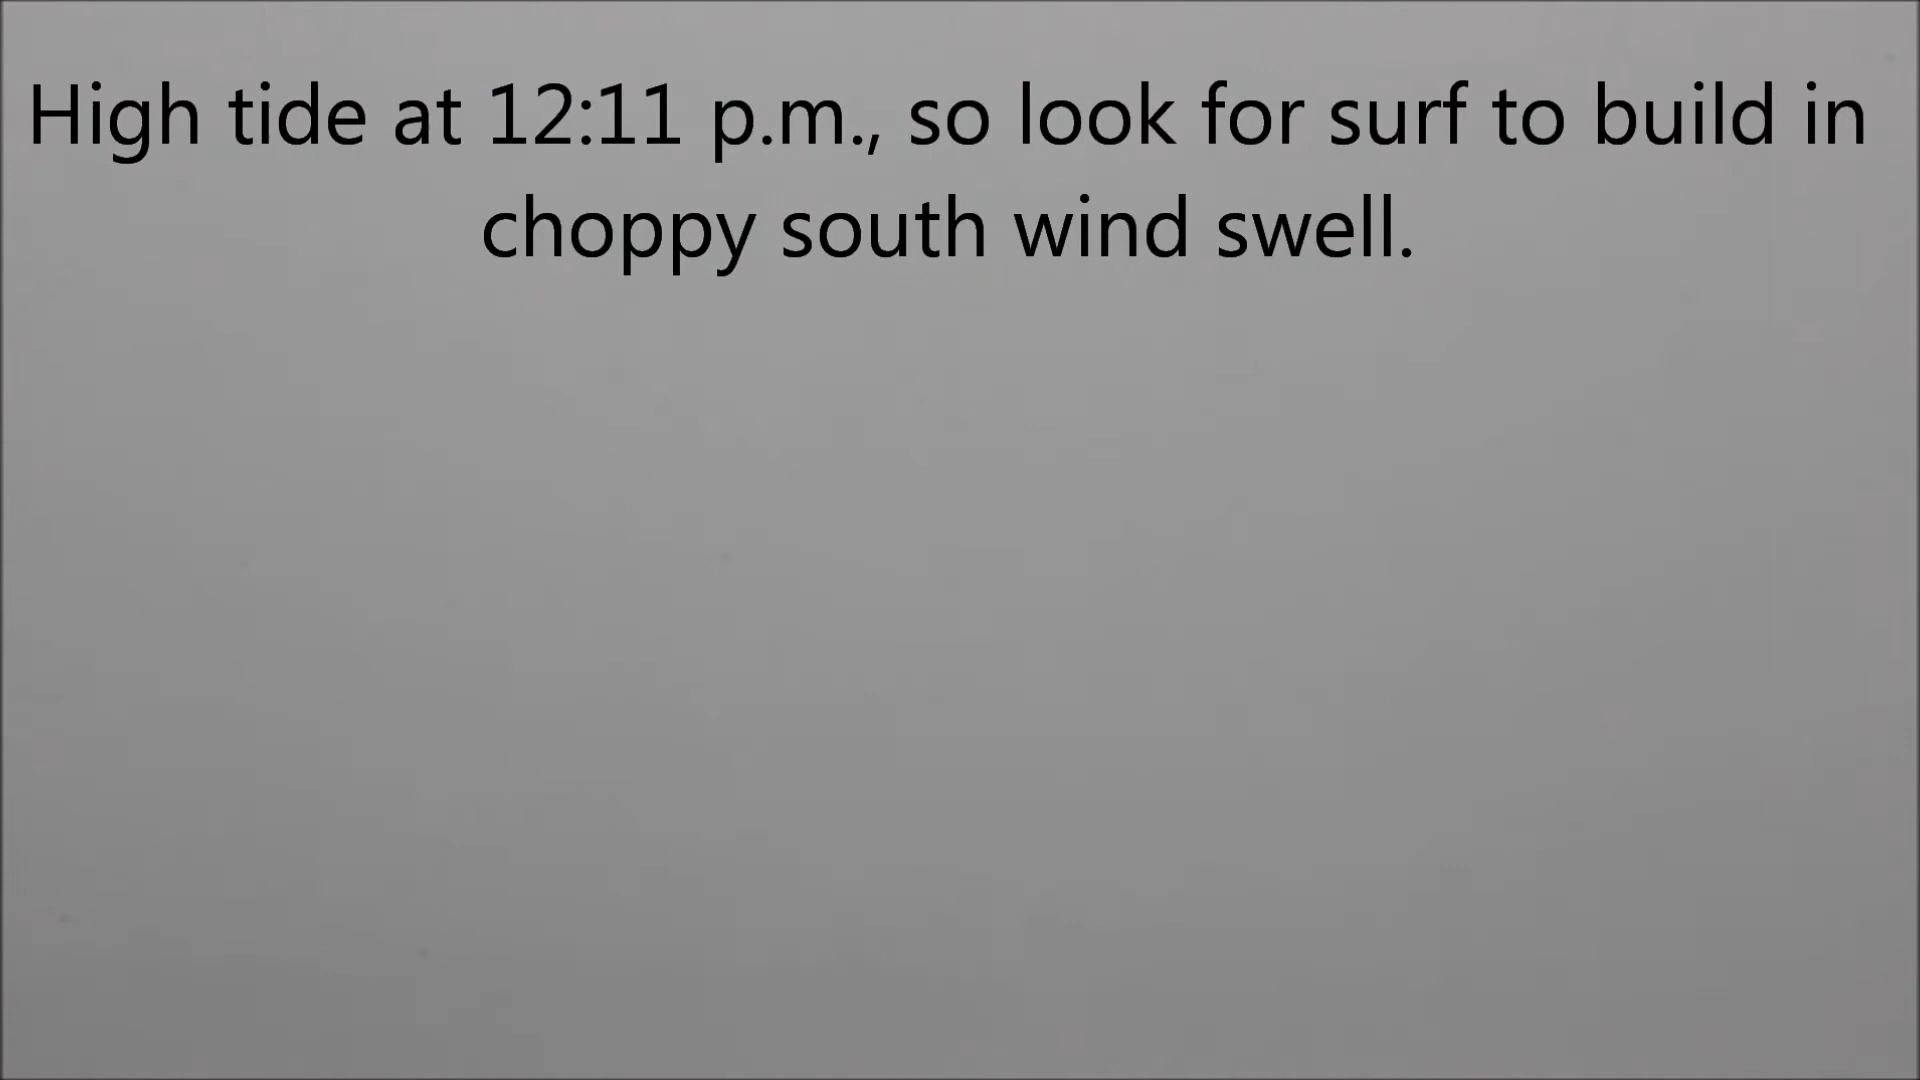 High tide at 12:11 p.m., so look for surf to build in
choppy south wind swell.